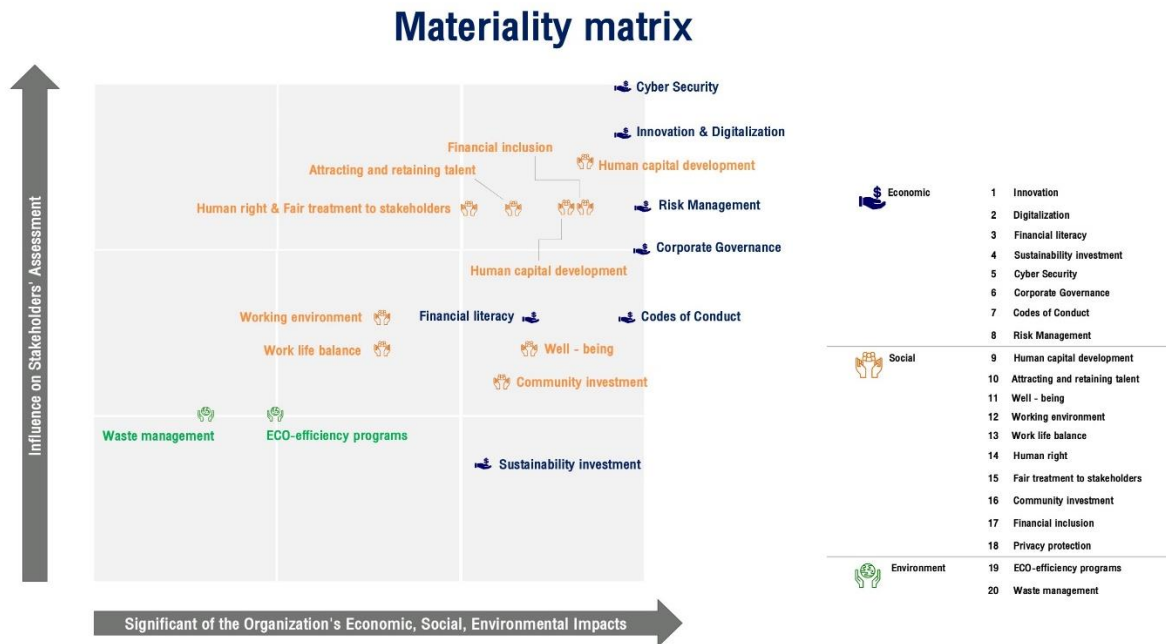 Materiality matrix
Influence on Stakeholders' Assessment
Cyber Security
Innovation & Digitalization
Financial inclusion
Human capital development
Attracting and retaining talent
Human right & Fair treatment to stakeholders
Risk Management
Corporate Governance
Human capital development
Working environment
Financial literacy
Codes of Conduct
Work life balance
Well - being
Community investment
Waste management
ECO-efficiency programs
Sustainability investment
Significant of the Organization's Economic, Social, Environmental Impacts
Economic
1 Innovation
2 Digitalization
3 Financial literacy
4 Sustainability investment
5 Cyber Security
6 Corporate Governance
7 Codes of Conduct
8 Risk Management
Social
9 Human capital development
10 Attracting and retaining talent
11 Well - being
12 Working environment
13 Work life balance
14 Human right
15 Fair treatment to stakeholders
16 Community investment
17 Financial inclusion
18 Privacy protection
Environment
19 ECO-efficiency programs
20 Waste management